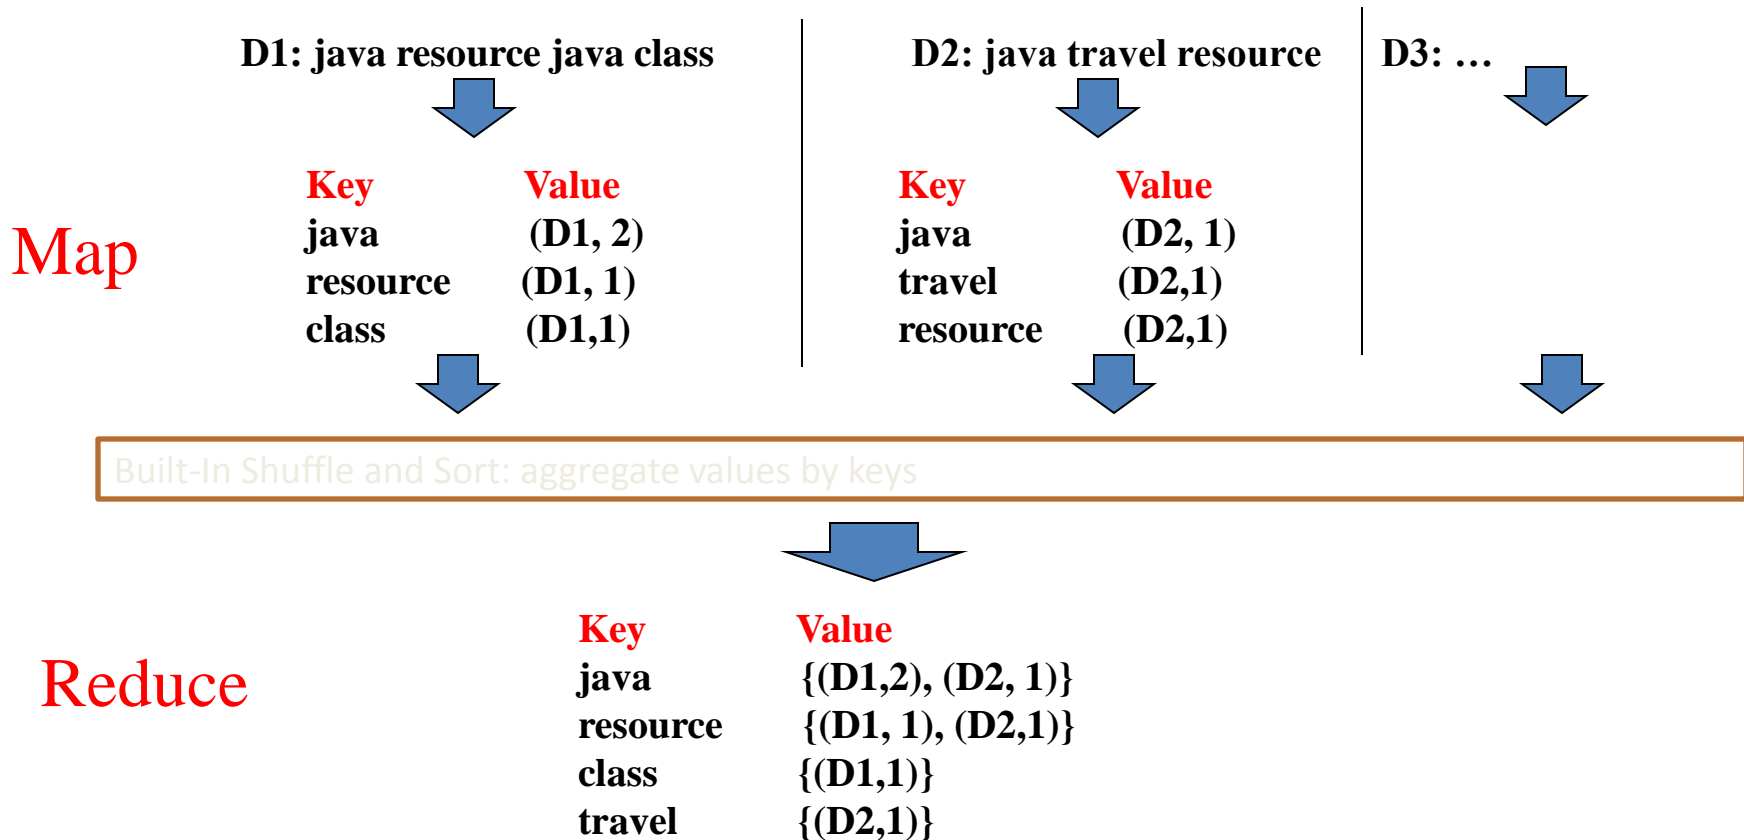 D1: java resource java class
D2: java travel resource
D3: …
Map
Key Value
java (D1, 2)
resource (D1, 1)
class (D1,1)
Key Value
java (D2, 1)
travel (D2,1)
resource (D2,1)
Built-In Shuffle and Sort: aggregate values by keys
Reduce
Key Value
java {(D1,2), (D2, 1)}
resource {(D1, 1), (D2,1)}
class {(D1,1)}
travel {(D2,1)}